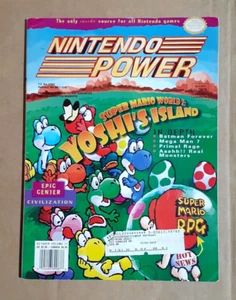 The only inside source for all Nintendo games
NINTENDO
POWER
SUPER MARIO WORLD 2
YOSHI'S ISLAND
IN DEPTH:
• Batman Forever
• Mega Man 7
• Primal Rage
• Aaahh!! Real
Monsters
EPIC
CENTER
CIVILIZATION
SUPER
MARIO
RPG
HOT
NEWS